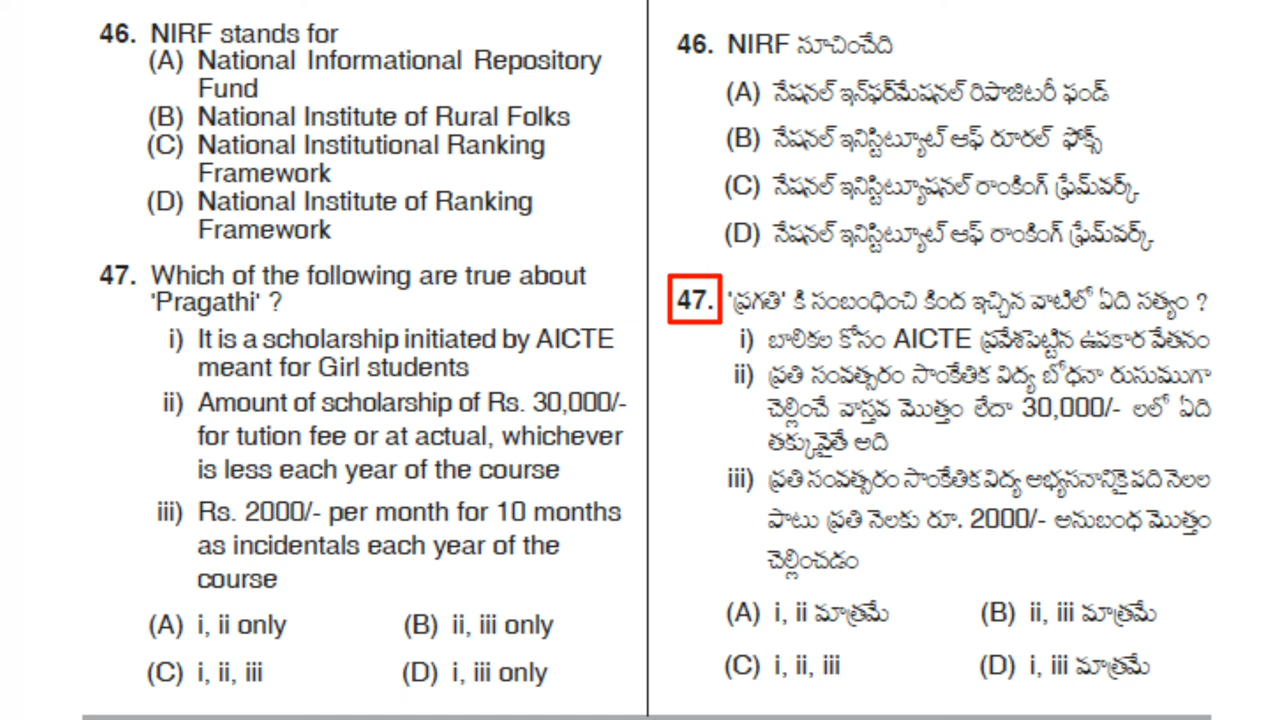 46. NIRF stands for
(A) National Informational Repository
Fund
(B) National Institute of Rural Folks
(C) National Institutional Ranking
Framework
(D) National Institute of Ranking
Framework
47. Which of the following are true about
'Pragathi' ?
i) It is a scholarship initiated by AICTE
meant for Girl students
ii) Amount of scholarship of Rs. 30,000/-
for tution fee or at actual, whichever
is less each year of the course
iii) Rs. 2000/- per month for 10 months
as incidentals each year of the
course
(A) i, ii only (B) ii, iii only
(C) i, ii, iii (D) i, iii only
46. NIRF సూచించేది
(A) నేషనల్ ఇన్‌ఫర్‌మేషనల్ రిపాజిటరీ ఫండ్
(B) నేషనల్ ఇనిస్టిట్యూట్ ఆఫ్ రూరల్ ఫోక్స్
(C) నేషనల్ ఇనిస్టిట్యూషనల్ రాంకింగ్ ఫ్రేమ్‌వర్క్
(D) నేషనల్ ఇనిస్టిట్యూట్ ఆఫ్ రాంకింగ్ ఫ్రేమ్‌వర్క్
47. 'ప్రగతి' కి సంబంధించి కింద ఇచ్చిన వాటిలో ఏది సత్యం ?
i) బాలికల కోసం AICTE ప్రవేశపెట్టిన ఉపకార వేతనం
ii) ప్రతి సంవత్సరం సాంకేతిక విద్య బోధనా రుసుముగా
చెల్లించే వాస్తవ మొత్తం లేదా 30,000/- లలో ఏది
తక్కువైతే అది
iii) ప్రతి సంవత్సరం సాంకేతిక విద్య అభ్యసనానికై పది నెలల
పాటు ప్రతి నెలకు రూ. 2000/- అనుబంధ మొత్తం
చెల్లించడం
(A) i, ii మాత్రమే (B) ii, iii మాత్రమే
(C) i, ii, iii (D) i, iii మాత్రమే